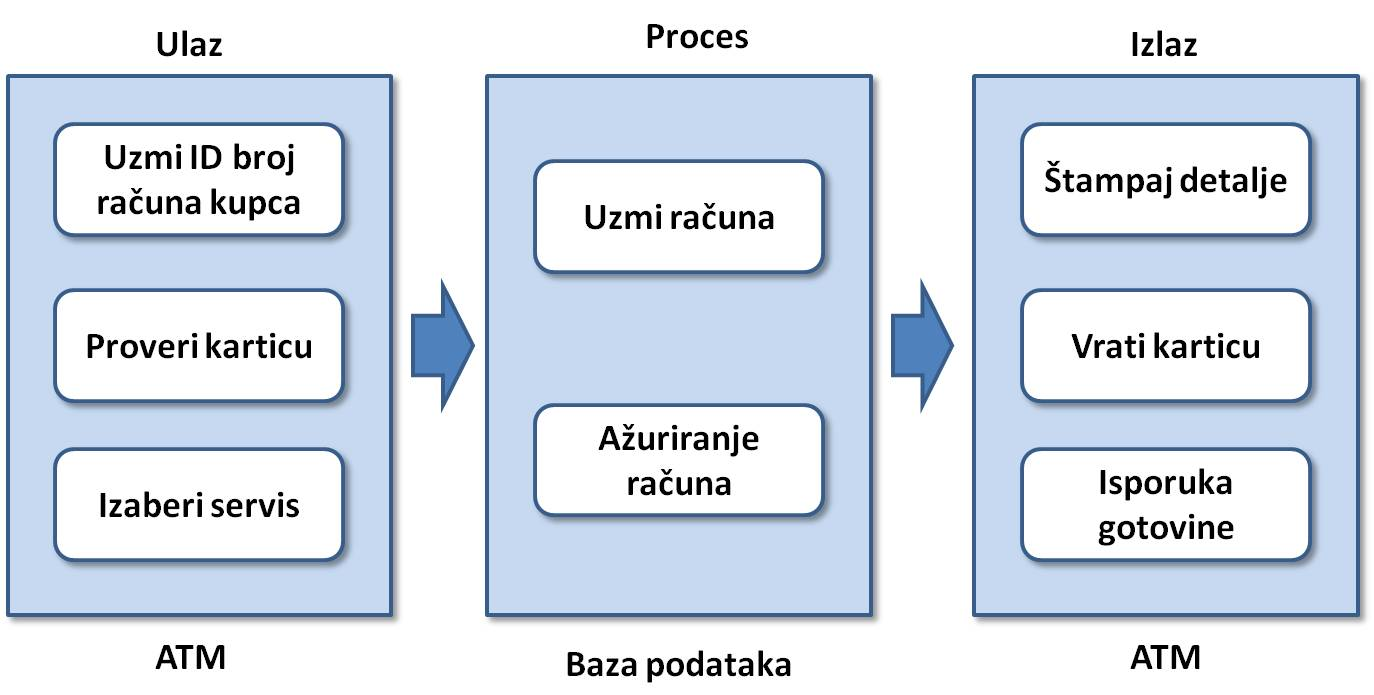 Ulaz
Uzmi ID broj
računa kupca
Proveri karticu
Izaberi servis
ATM
Proces
Uzmi računa
Ažuriranje
računa
Baza podataka
Izlaz
Štampaj detalje
Vrati karticu
Isporuka
gotovine
ATM